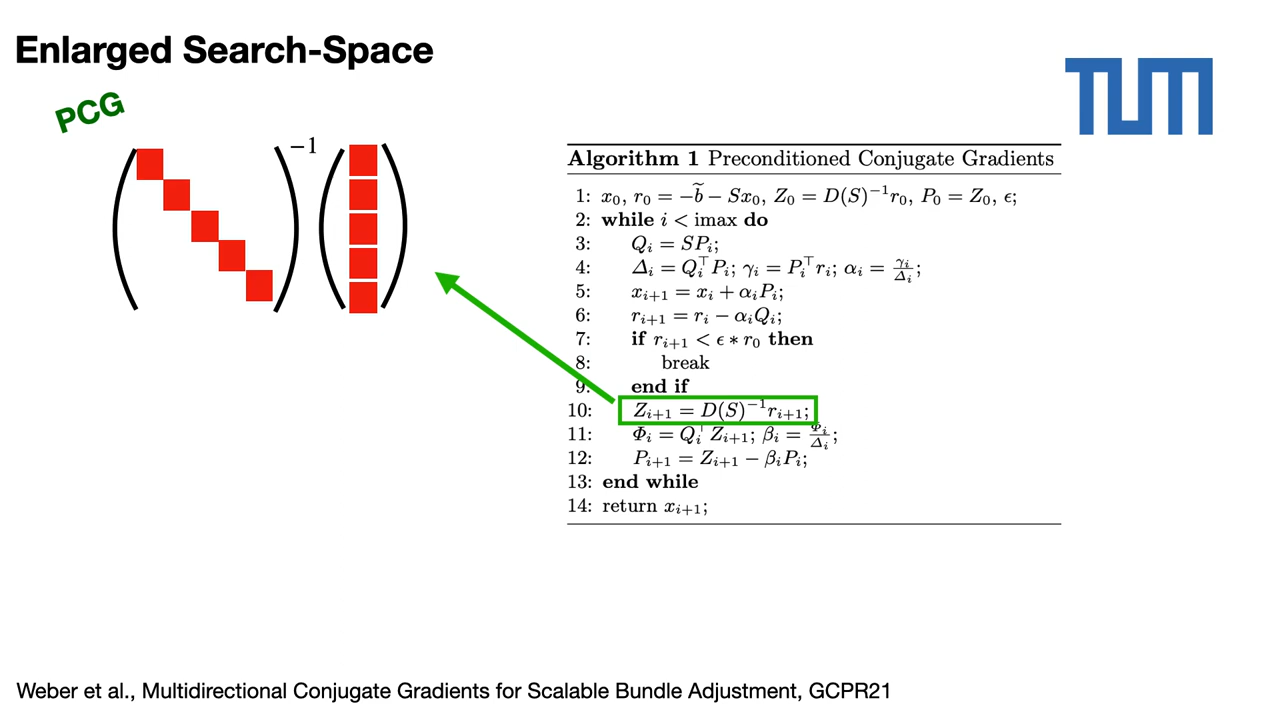 Enlarged Search-Space
TUM
PCG
−1
Algorithm 1 Preconditioned Conjugate Gradients
1: x₀, r₀ = −b̃ − Sx₀, Z₀ = D(S)⁻¹r₀, P₀ = Z₀, ϵ;
2: while i < imax do
3: Qᵢ = SPᵢ;
4: Δᵢ = Qᵢ⊤Pᵢ; γᵢ = Pᵢ⊤rᵢ; αᵢ = γᵢ/Δᵢ;
5: xᵢ₊₁ = xᵢ + αᵢPᵢ;
6: rᵢ₊₁ = rᵢ − αᵢQᵢ;
7: if rᵢ₊₁ < ϵ ∗ r₀ then
8: break
9: end if
10: Zᵢ₊₁ = D(S)⁻¹rᵢ₊₁;
11: Φᵢ = Qᵢ⊤Zᵢ₊₁; βᵢ = Φᵢ/Δᵢ;
12: Pᵢ₊₁ = Zᵢ₊₁ − βᵢPᵢ;
13: end while
14: return xᵢ₊₁;
Weber et al., Multidirectional Conjugate Gradients for Scalable Bundle Adjustment, GCPR21